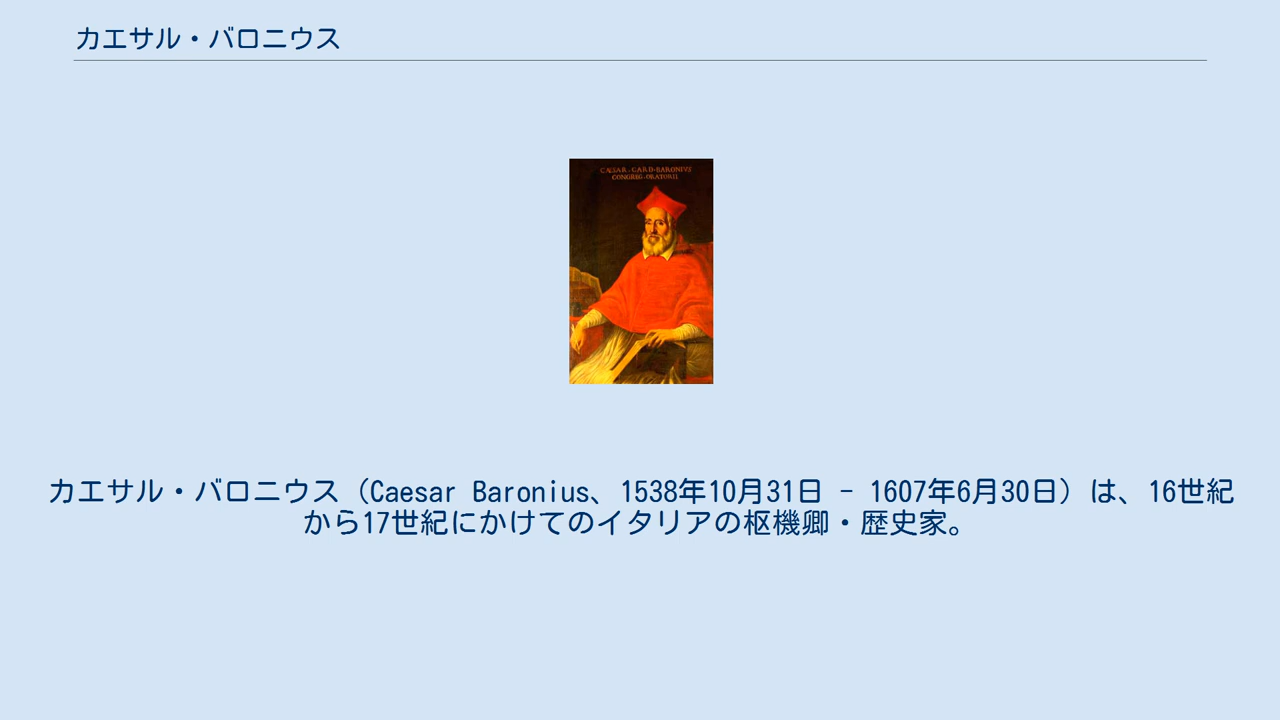 カエサル・バロニウス
CAESAR . CARD . BARONIVS
CONGREG . ORATORII
カエサル・バロニウス（Caesar Baronius、1538年10月31日 - 1607年6月30日）は、16世紀
から17世紀にかけてのイタリアの枢機卿・歴史家。